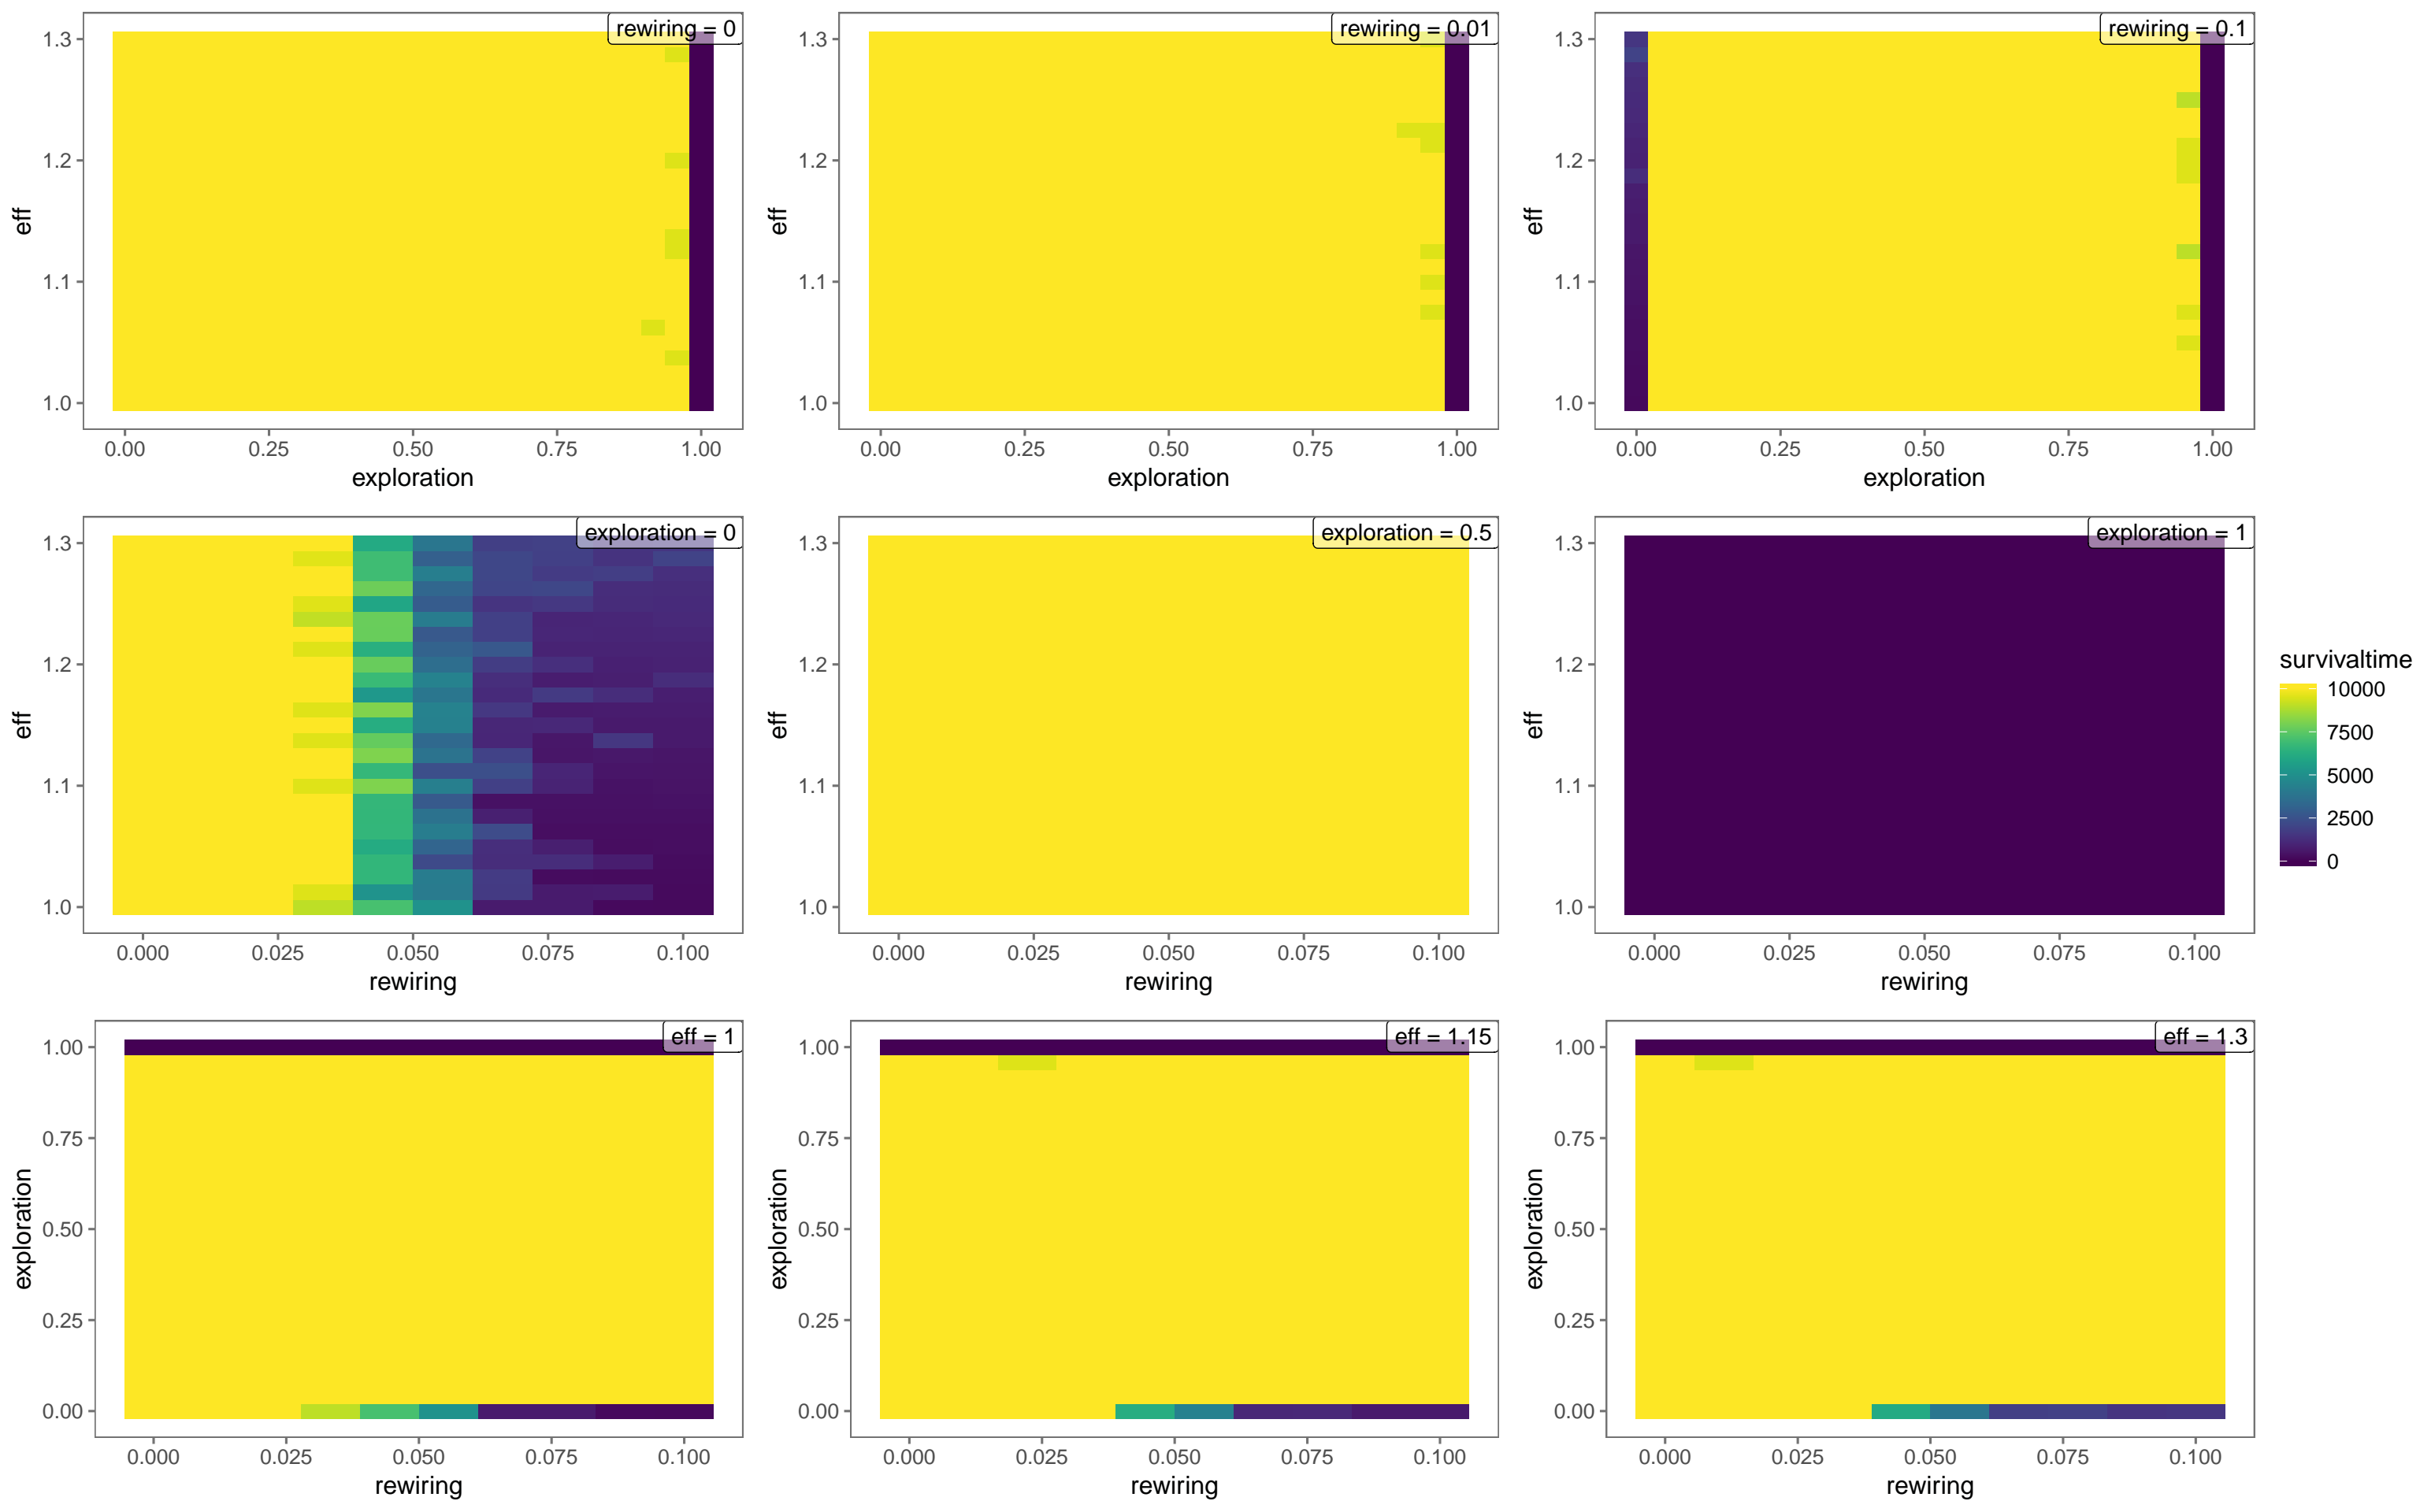 rewiring = 0
1.3
1.2
1.1
1.0
eff
0.00 0.25 0.50 0.75 1.00
exploration
rewiring = 0.01
1.3
1.2
1.1
1.0
eff
0.00 0.25 0.50 0.75 1.00
exploration
rewiring = 0.1
1.3
1.2
1.1
1.0
eff
0.00 0.25 0.50 0.75 1.00
exploration
exploration = 0
1.3
1.2
1.1
1.0
eff
0.000 0.025 0.050 0.075 0.100
rewiring
exploration = 0.5
1.3
1.2
1.1
1.0
eff
0.000 0.025 0.050 0.075 0.100
rewiring
exploration = 1
1.3
1.2
1.1
1.0
eff
0.000 0.025 0.050 0.075 0.100
rewiring
survivaltime
10000
7500
5000
2500
0
eff = 1
1.00
0.75
0.50
0.25
0.00
exploration
0.000 0.025 0.050 0.075 0.100
rewiring
eff = 1.15
1.00
0.75
0.50
0.25
0.00
exploration
0.000 0.025 0.050 0.075 0.100
rewiring
eff = 1.3
1.00
0.75
0.50
0.25
0.00
exploration
0.000 0.025 0.050 0.075 0.100
rewiring